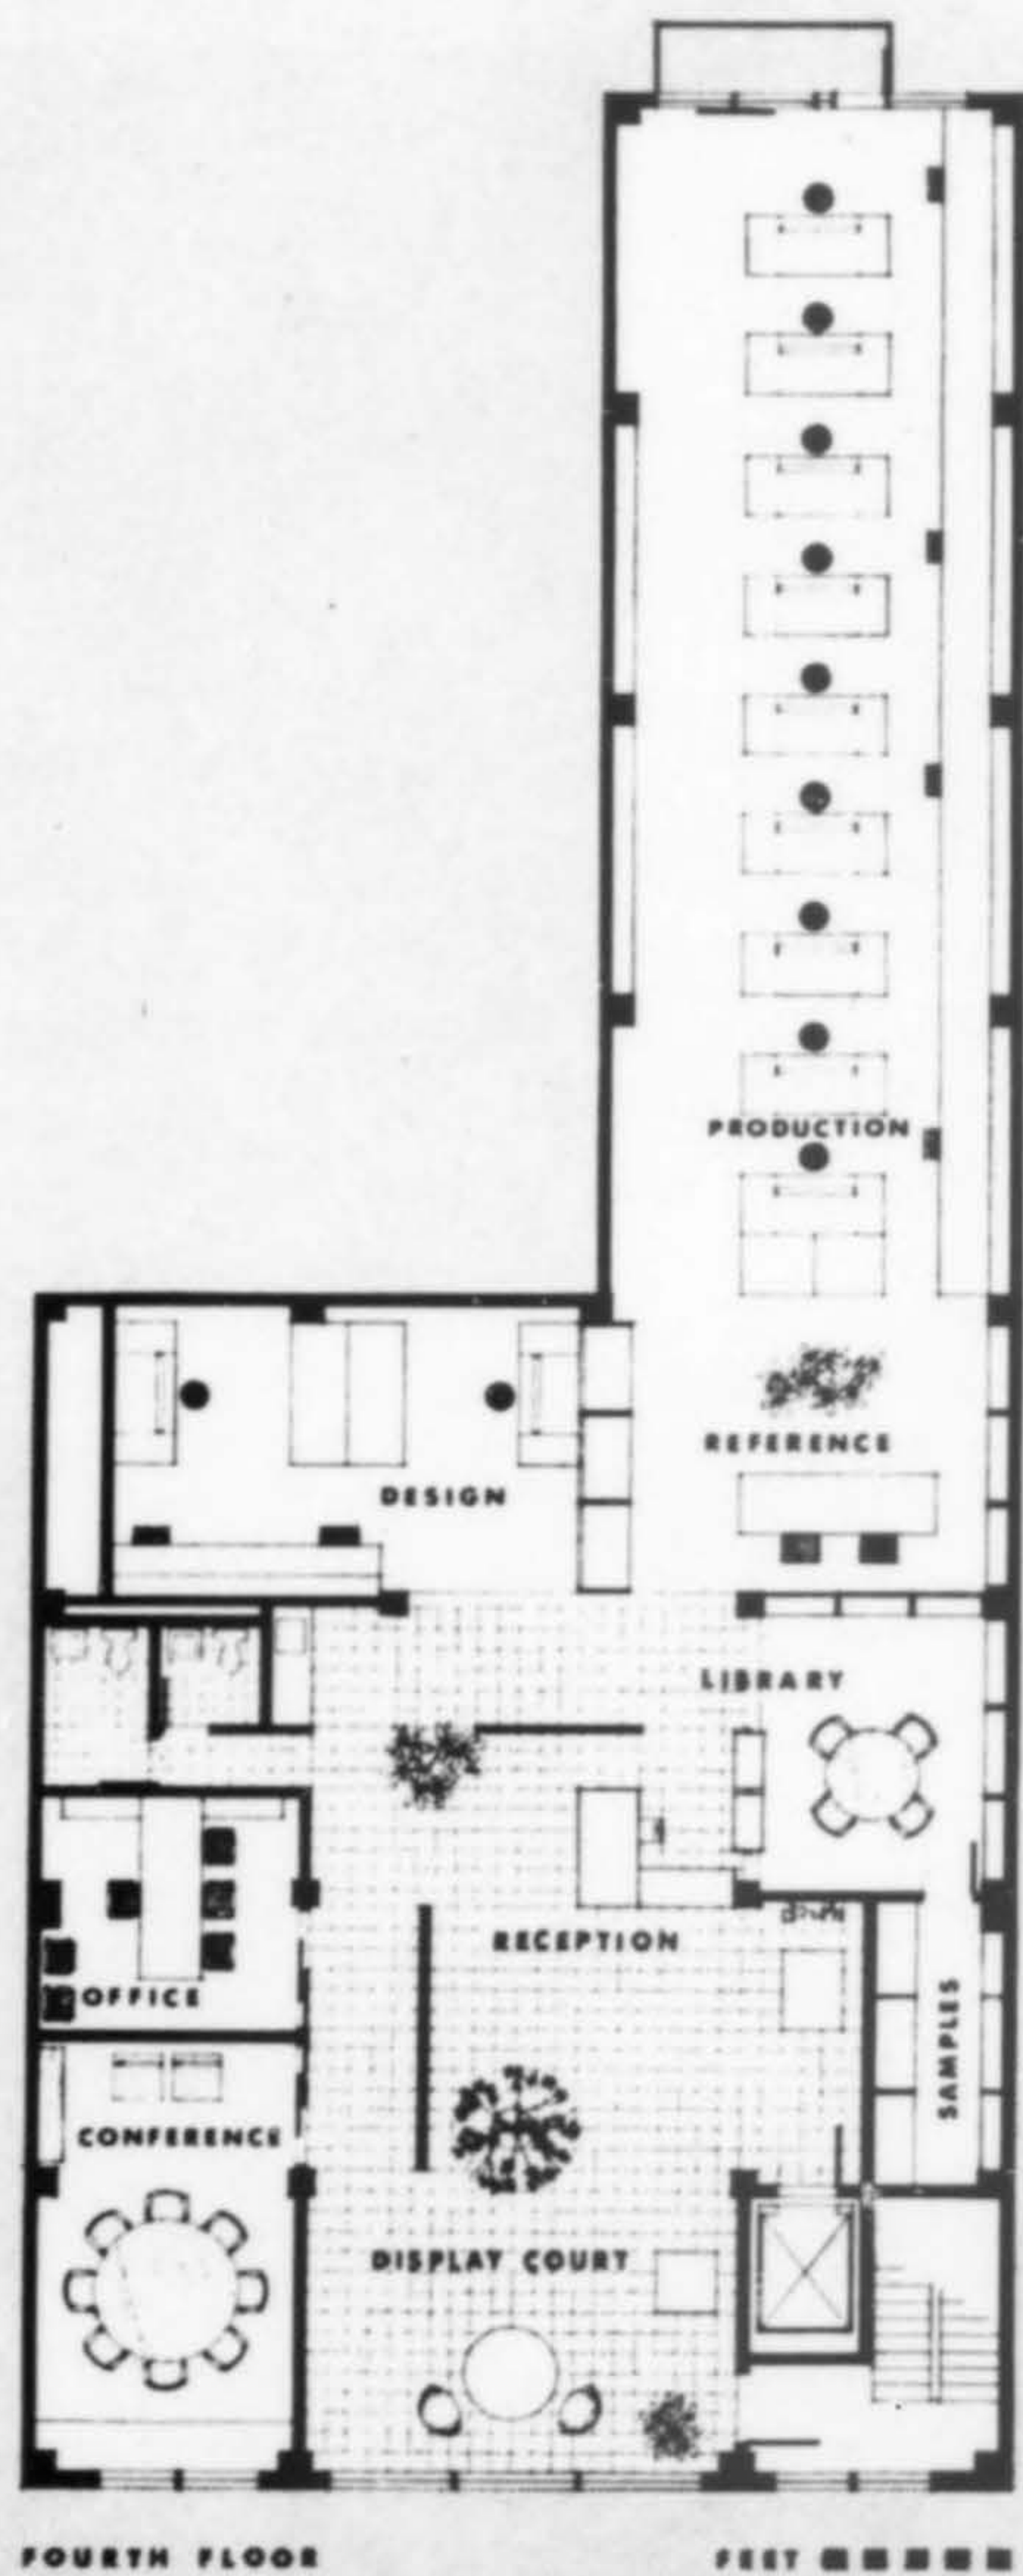 PRODUCTION
REFERENCE
DESIGN
LIBRARY
RECEPTION
OFFICE
SAMPLES
CONFERENCE
DISPLAY COURT
FOURTH FLOOR
FEET